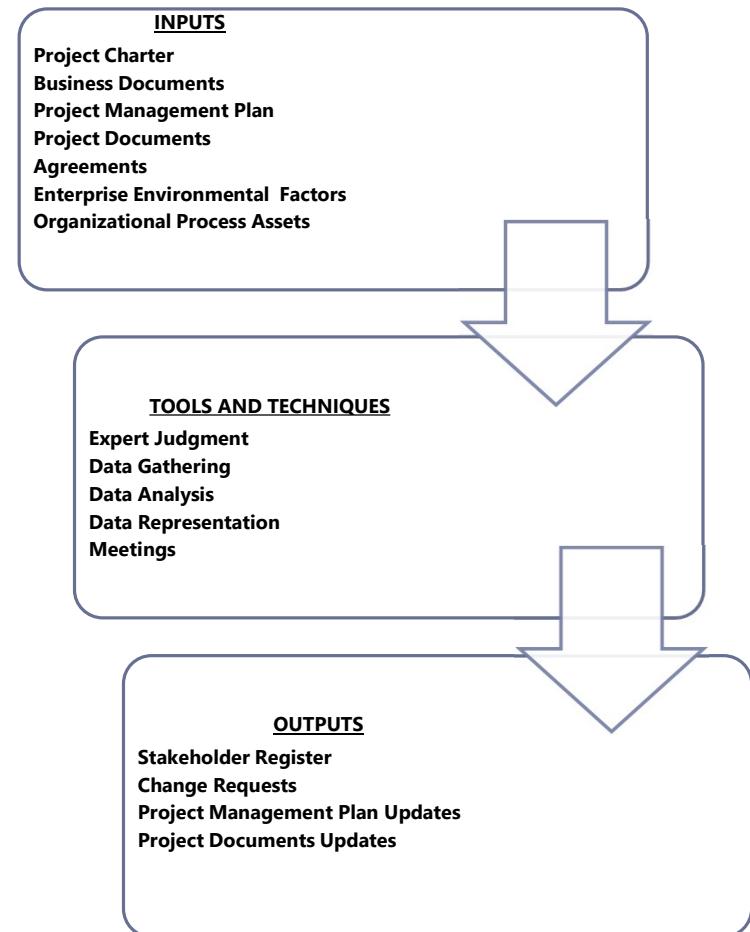 INPUTS
Project Charter
Business Documents
Project Management Plan
Project Documents
Agreements
Enterprise Environmental Factors
Organizational Process Assets
TOOLS AND TECHNIQUES
Expert Judgment
Data Gathering
Data Analysis
Data Representation
Meetings
OUTPUTS
Stakeholder Register
Change Requests
Project Management Plan Updates
Project Documents Updates